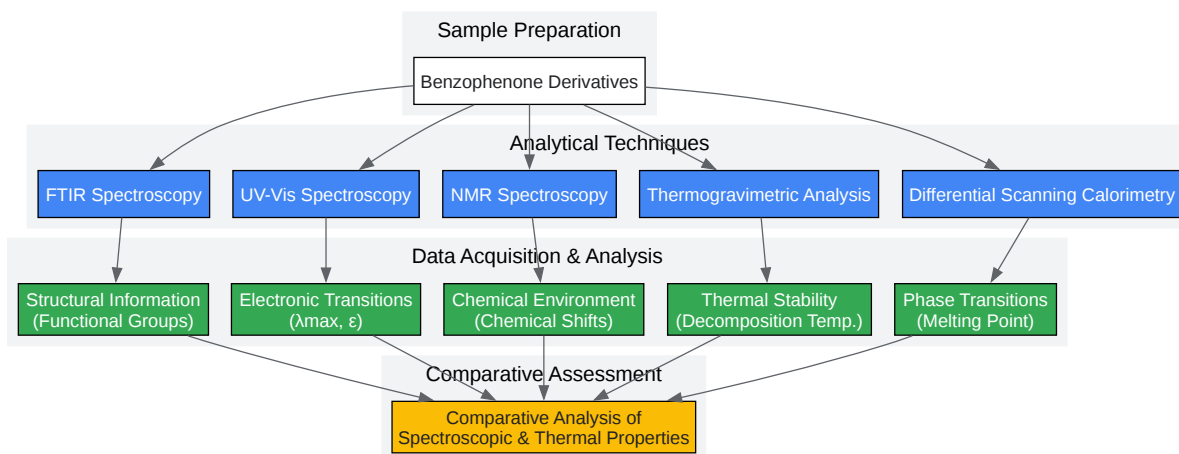 Sample Preparation
Benzophenone Derivatives
Analytical Techniques
FTIR Spectroscopy
UV-Vis Spectroscopy
NMR Spectroscopy
Thermogravimetric Analysis
Differential Scanning Calorimetry
Data Acquisition & Analysis
Structural Information
(Functional Groups)
Electronic Transitions
(λmax, ε)
Chemical Environment
(Chemical Shifts)
Thermal Stability
(Decomposition Temp.)
Phase Transitions
(Melting Point)
Comparative Assessment
Comparative Analysis of
Spectroscopic & Thermal Properties